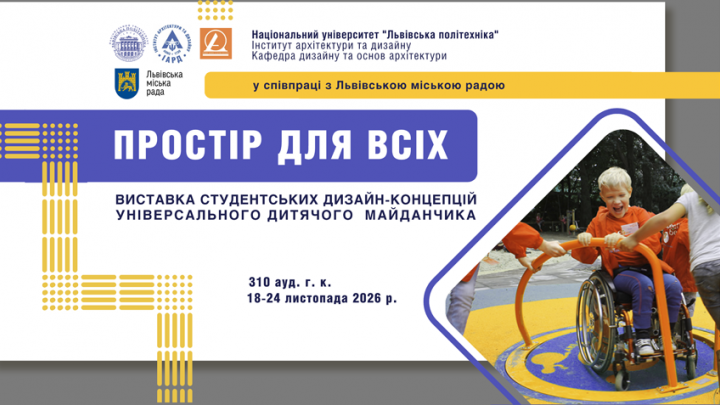 Національний університет "Львівська політехніка"
Інститут архітектури та дизайну
Кафедра дизайну та основ архітектури
ГАРД
Львівська
міська
рада
у співпраці з Львівською міською радою
ПРОСТІР ДЛЯ ВСІХ
ВИСТАВКА СТУДЕНТСЬКИХ ДИЗАЙН-КОНЦЕПЦІЙ
УНІВЕРСАЛЬНОГО ДИТЯЧОГО МАЙДАНЧИКА
310 ауд. г. к.
18-24 листопада 2026 р.